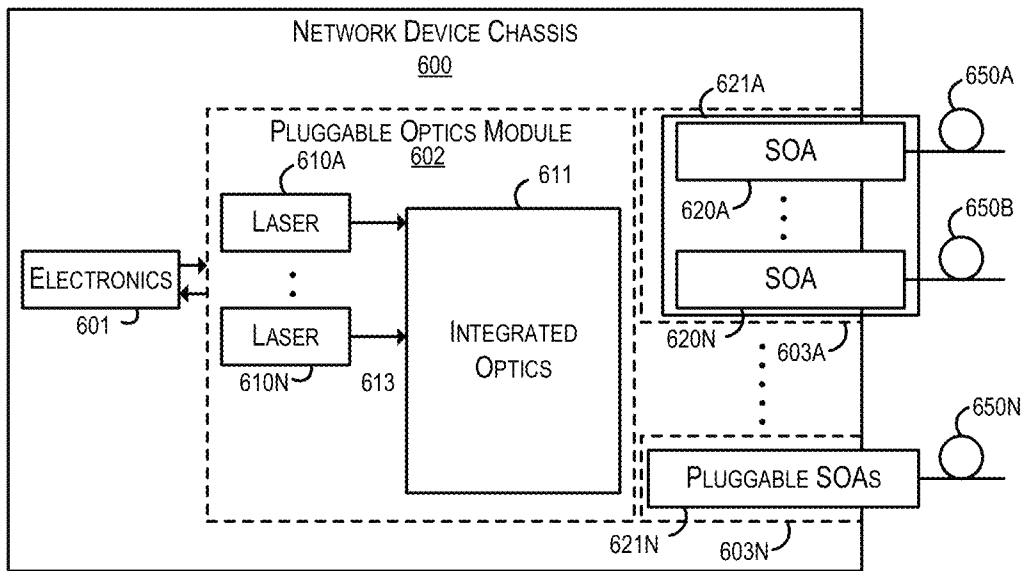 NETWORK DEVICE CHASSIS
600
PLUGGABLE OPTICS MODULE
602
610A
LASER
LASER
610N
613
611
INTEGRATED
OPTICS
ELECTRONICS
601
621A
SOA
620A
SOA
620N
603A
PLUGGABLE SOAS
621N
603N
650A
650B
650N